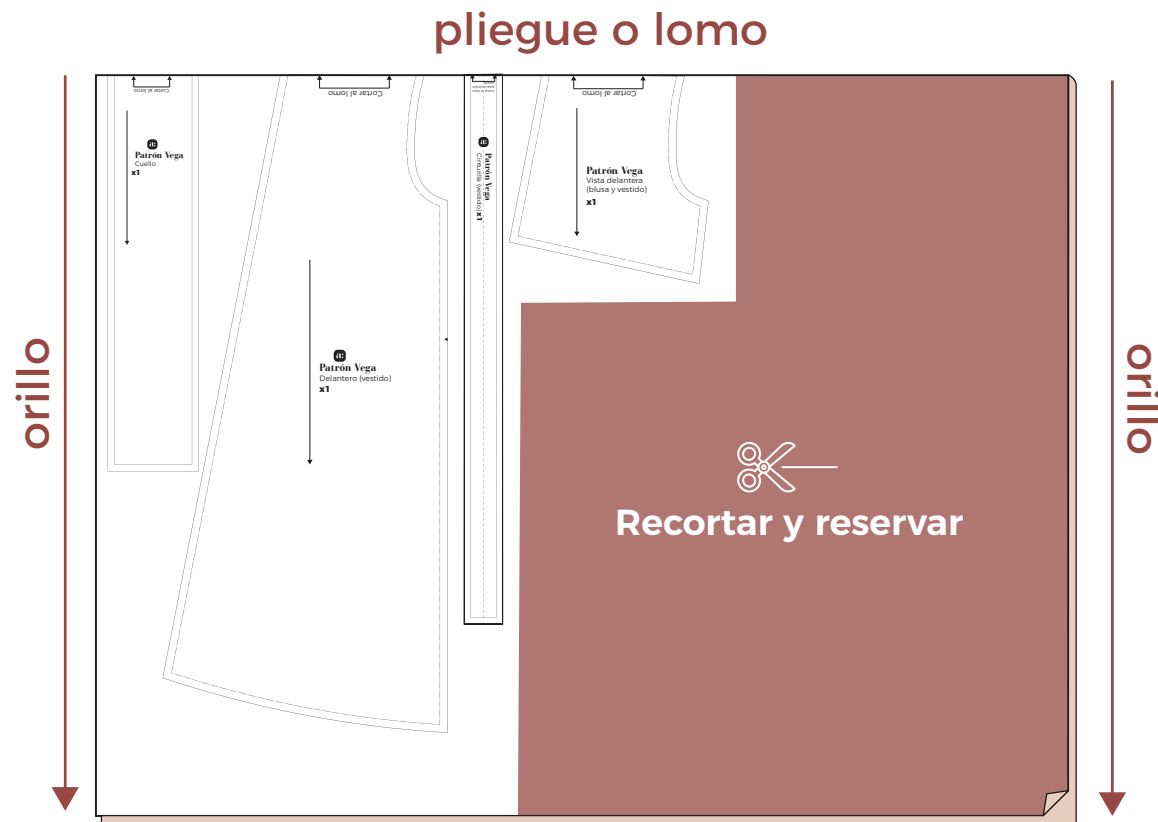 pliegue o lomo
orillo
orillo
Cortar al lomo
Patrón Vega
Cuello
x1
Cortar al lomo
Patrón Vega
Delantero (vestido)
x1
Patrón Vega
Cinturilla (vestido)
x1
Cortar al lomo
Patrón Vega
Vista delantera
(blusa y vestido)
x1
Recortar y reservar